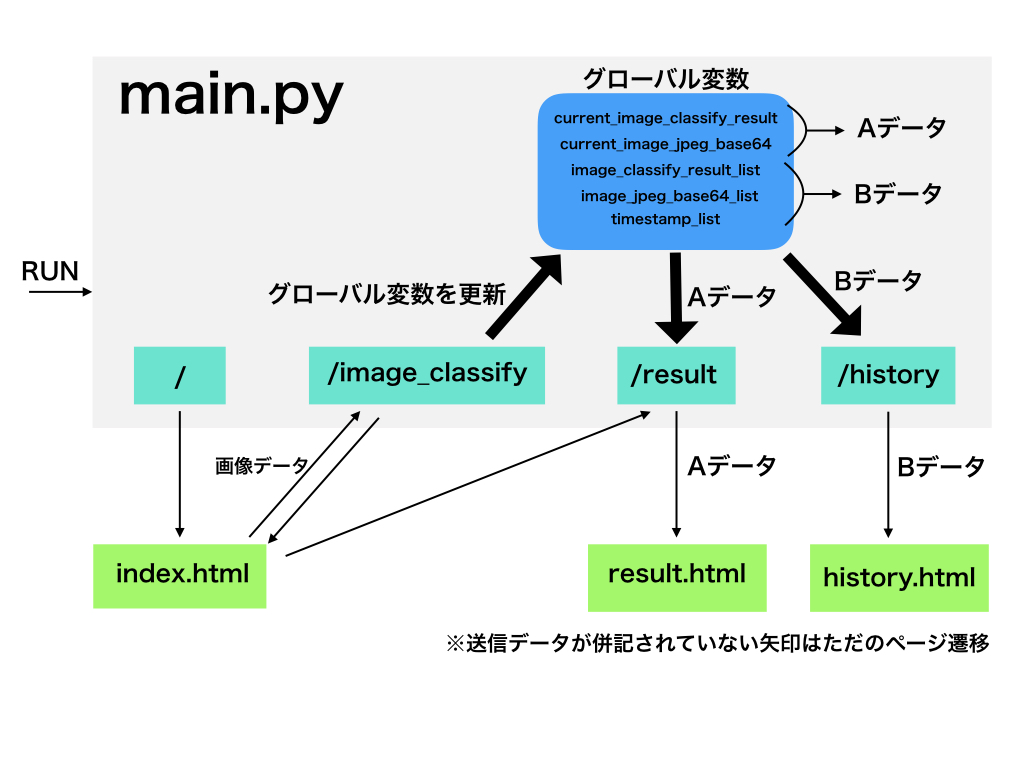 main.py
グローバル変数
current_image_classify_result
current_image_jpeg_base64
image_classify_result_list
image_jpeg_base64_list
timestamp_list
Aデータ
Bデータ
RUN
グローバル変数を更新
Aデータ
Bデータ
/
/image_classify
/result
/history
画像データ
Aデータ
Bデータ
index.html
result.html
history.html
※送信データが併記されていない矢印はただのページ遷移